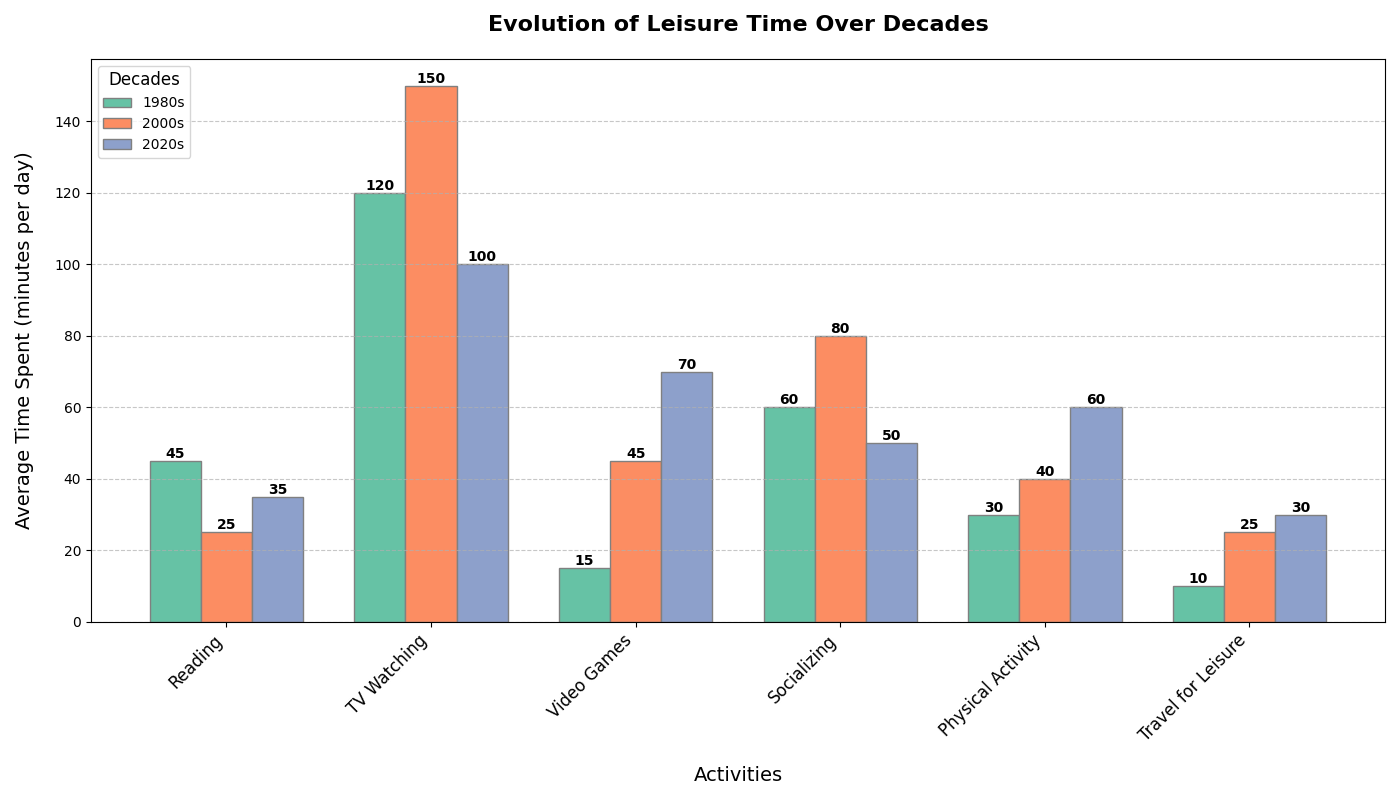 Evolution of Leisure Time Over Decades
Decades
1980s
2000s
2020s
Average Time Spent (minutes per day)
140
120
100
80
60
40
20
0
45
25
35
120
150
100
15
45
70
60
80
50
30
40
60
10
25
30
Reading
TV Watching
Video Games
Socializing
Physical Activity
Travel for Leisure
Activities